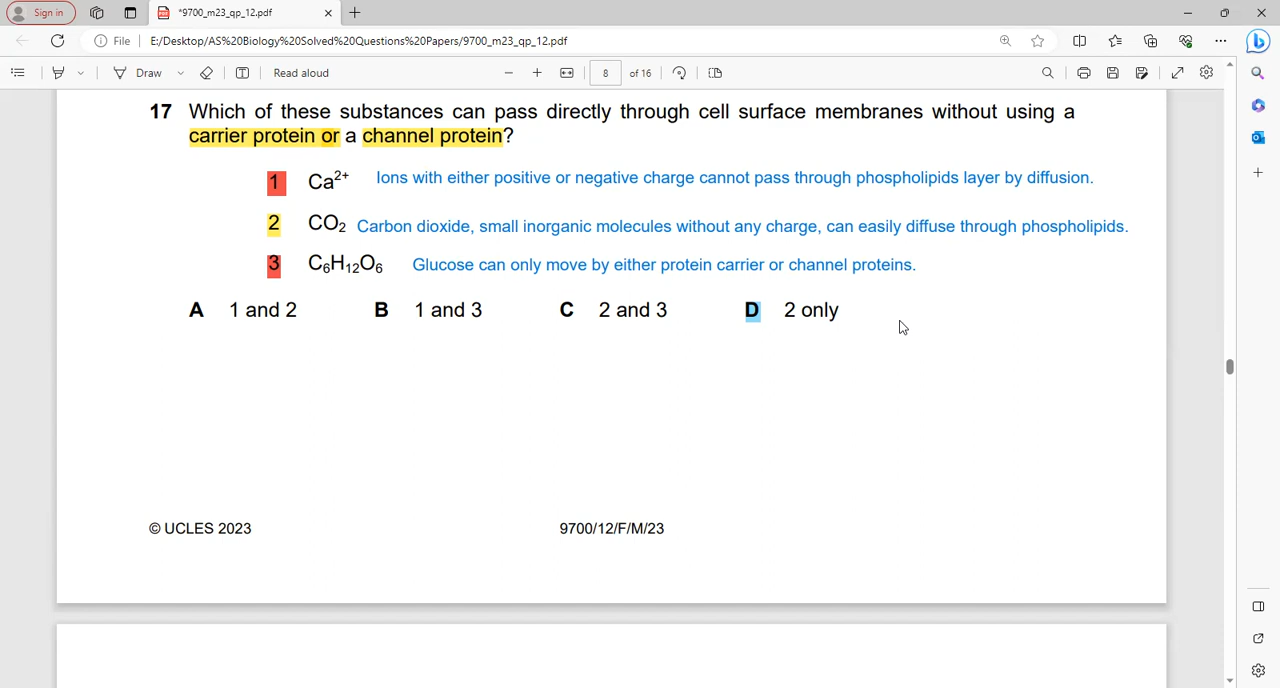 Sign in
*9700_m23_qp_12.pdf
File
E:/Desktop/AS%20Biology%20Solved%20Questions%20Papers/9700_m23_qp_12.pdf
Draw
Read aloud
8
of 16
17 Which of these substances can pass directly through cell surface membranes without using a
carrier protein or a channel protein?
1 Ca²⁺ Ions with either positive or negative charge cannot pass through phospholipids layer by diffusion.
2 CO₂ Carbon dioxide, small inorganic molecules without any charge, can easily diffuse through phospholipids.
3 C₆H₁₂O₆ Glucose can only move by either protein carrier or channel proteins.
A 1 and 2 B 1 and 3 C 2 and 3 D 2 only
© UCLES 2023 9700/12/F/M/23